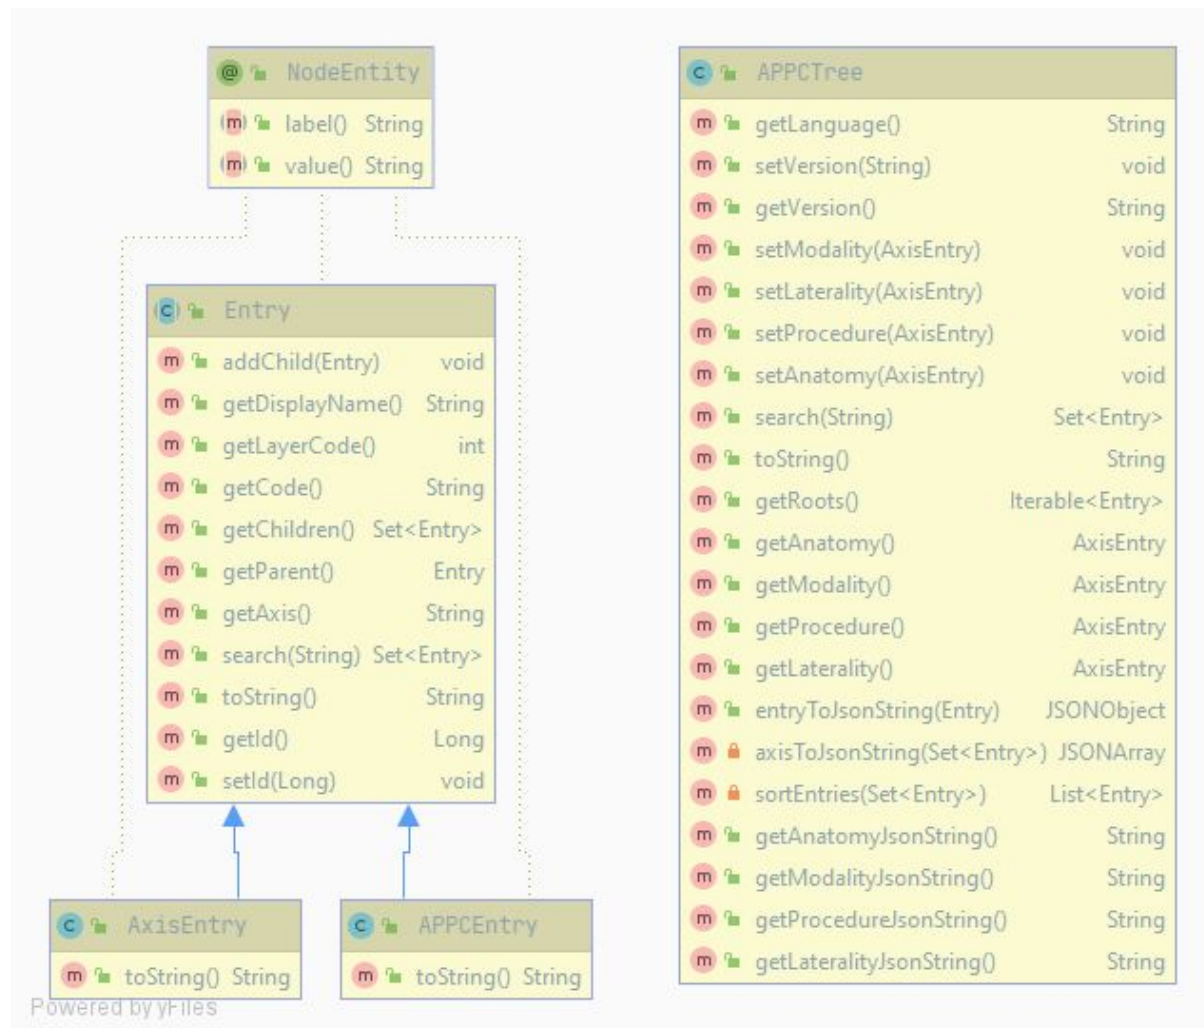 @ NodeEntity
m label() String
m value() String
C Entry
m addChild(Entry) void
m getDisplayName() String
m getLayerCode() int
m getCode() String
m getChildren() Set<Entry>
m getParent() Entry
m getAxis() String
m search(String) Set<Entry>
m toString() String
m getId() Long
m setId(Long) void
C AxisEntry
m toString() String
C APPCEntry
m toString() String
C APPCTree
m getLanguage() String
m setVersion(String) void
m getVersion() String
m setModality(AxisEntry) void
m setLaterality(AxisEntry) void
m setProcedure(AxisEntry) void
m setAnatomy(AxisEntry) void
m search(String) Set<Entry>
m toString() String
m getRoots() Iterable<Entry>
m getAnatomy() AxisEntry
m getModality() AxisEntry
m getProcedure() AxisEntry
m getLaterality() AxisEntry
m entryToJsonString(Entry) JSONObject
m axisToJsonString(Set<Entry>) JSONArray
m sortEntries(Set<Entry>) List<Entry>
m getAnatomyJsonString() String
m getModalityJsonString() String
m getProcedureJsonString() String
m getLateralityJsonString() String
Powered by yFiles